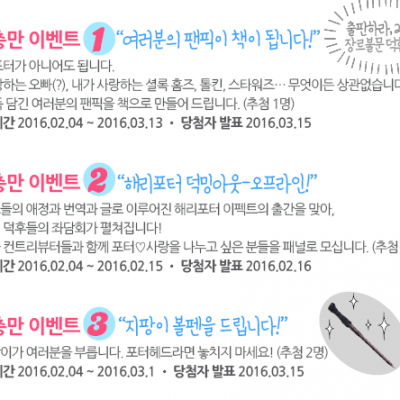 출판하라, 2
장르불문 덕
충만 이벤트 1 “여러분의 팬픽이 책이 됩니다!”
포터가 아니어도 됩니다.
하는 오빠(?), 내가 사랑하는 셜록 홈즈, 톨킨, 스타워즈… 무엇이든 상관없습니다
담긴 여러분의 팬픽을 책으로 만들어 드립니다. (추첨 1명)
간 2016.02.04 ~ 2016.03.13 • 당첨자 발표 2016.03.15
충만 이벤트 2 “해리포터 덕밍아웃-오프라인!”
들의 애정과 번역과 글로 이루어진 해리포터 이펙트의 출간을 맞아,
덕후들의 좌담회가 펼쳐집니다!
컨트리뷰터들과 함께 포터♡사랑을 나누고 싶은 분들을 패널로 모십니다. (추첨
간 2016.02.04 ~ 2016.02.15 • 당첨자 발표 2016.02.16
충만 이벤트 3 “지팡이 볼펜을 드립니다!”
이가 여러분을 부릅니다. 포터헤드라면 놓치지 마세요! (추첨 2명)
간 2016.02.04 ~ 2016.03.1 • 당첨자 발표 2016.03.15